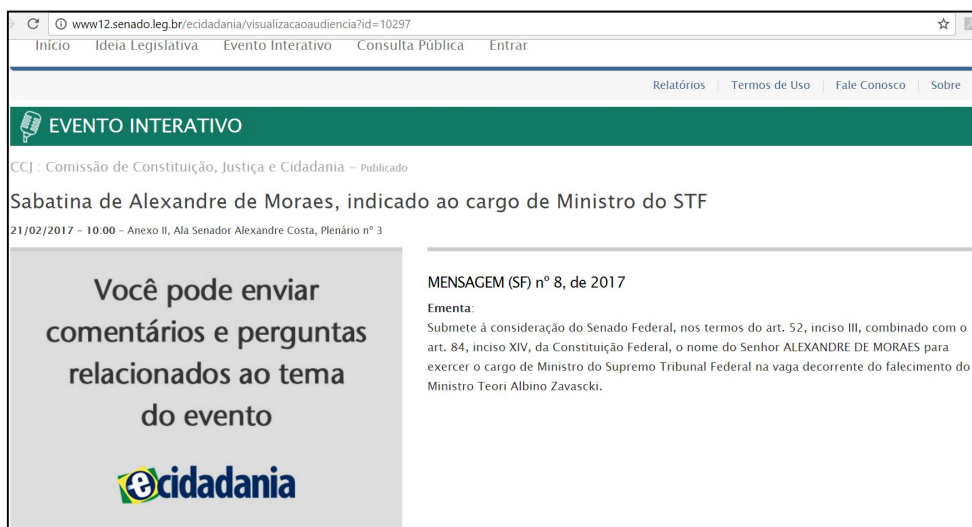 www12.senado.leg.br/ecidadania/visualizacaoaudiencia?id=10297
Início Ideia Legislativa Evento Interativo Consulta Pública Entrar
Relatórios Termos de Uso Fale Conosco Sobre
EVENTO INTERATIVO
CCJ : Comissão de Constituição, Justiça e Cidadania – Publicado
Sabatina de Alexandre de Moraes, indicado ao cargo de Ministro do STF
21/02/2017 – 10:00 – Anexo II, Ala Senador Alexandre Costa, Plenário nº 3
Você pode enviar
comentários e perguntas
relacionados ao tema
do evento
ecidadania
MENSAGEM (SF) nº 8, de 2017
Ementa:
Submete à consideração do Senado Federal, nos termos do art. 52, inciso III, combinado com o
art. 84, inciso XIV, da Constituição Federal, o nome do Senhor ALEXANDRE DE MORAES para
exercer o cargo de Ministro do Supremo Tribunal Federal na vaga decorrente do falecimento do
Ministro Teori Albino Zavascki.